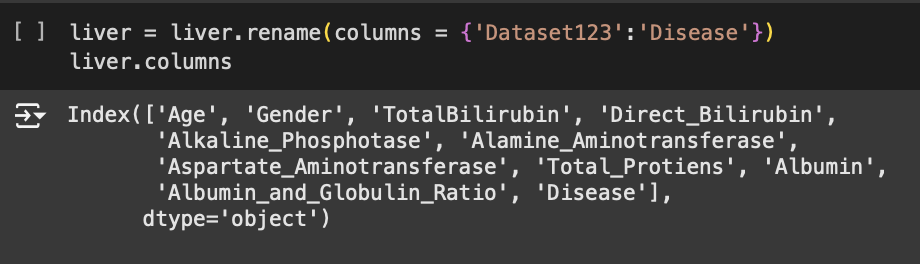 [ ] liver = liver.rename(columns = {'Dataset123':'Disease'})
liver.columns
Index(['Age', 'Gender', 'TotalBilirubin', 'Direct_Bilirubin',
'Alkaline_Phosphotase', 'Alamine_Aminotransferase',
'Aspartate_Aminotransferase', 'Total_Protiens', 'Albumin',
'Albumin_and_Globulin_Ratio', 'Disease'],
dtype='object')